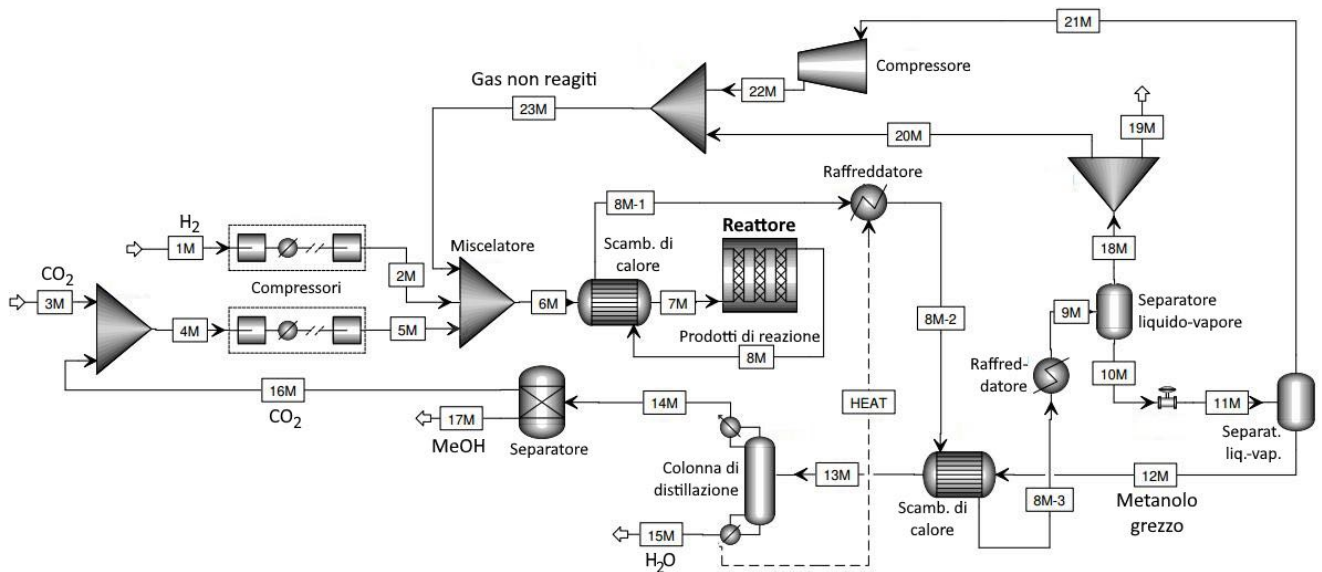 21M
Compressore
Gas non reagiti
22M
23M
19M
20M
Raffreddatore
8M-1
H2
Reattore
1M
Miscelatore
Scamb. di
calore
18M
CO2
2M
Compressori
3M
6M
7M
9M
Separatore
liquido-vapore
4M
5M
8M-2
Prodotti di reazione
8M
Raffred-
datore
10M
16M
CO2
14M
HEAT
11M
17M
MeOH
Separatore
Separat.
liq.-vap.
Colonna di
distillazione
13M
12M
Scamb. di
calore
8M-3
Metanolo
grezzo
15M
H2O